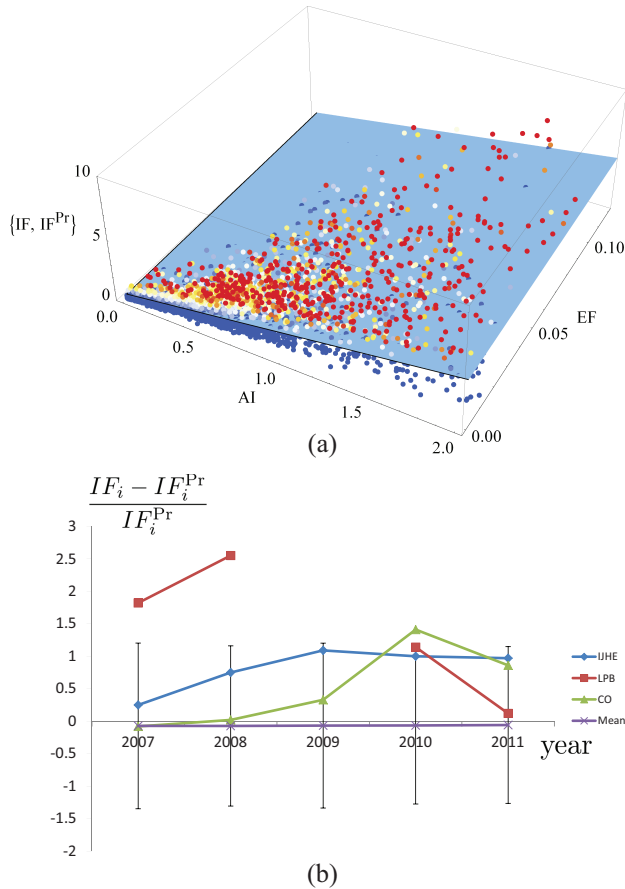 10
{IF, IF^Pr}
5
0
0.0
0.5
1.0
1.5
2.0
AI
0.10
EF
0.05
0.00
(a)
IF_i − IF_i^Pr
IF_i^Pr
3
2.5
2
1.5
1
0.5
0
-0.5
-1
-1.5
-2
2007 2008 2009 2010 2011 year
IJHE
LPB
CO
Mean
(b)